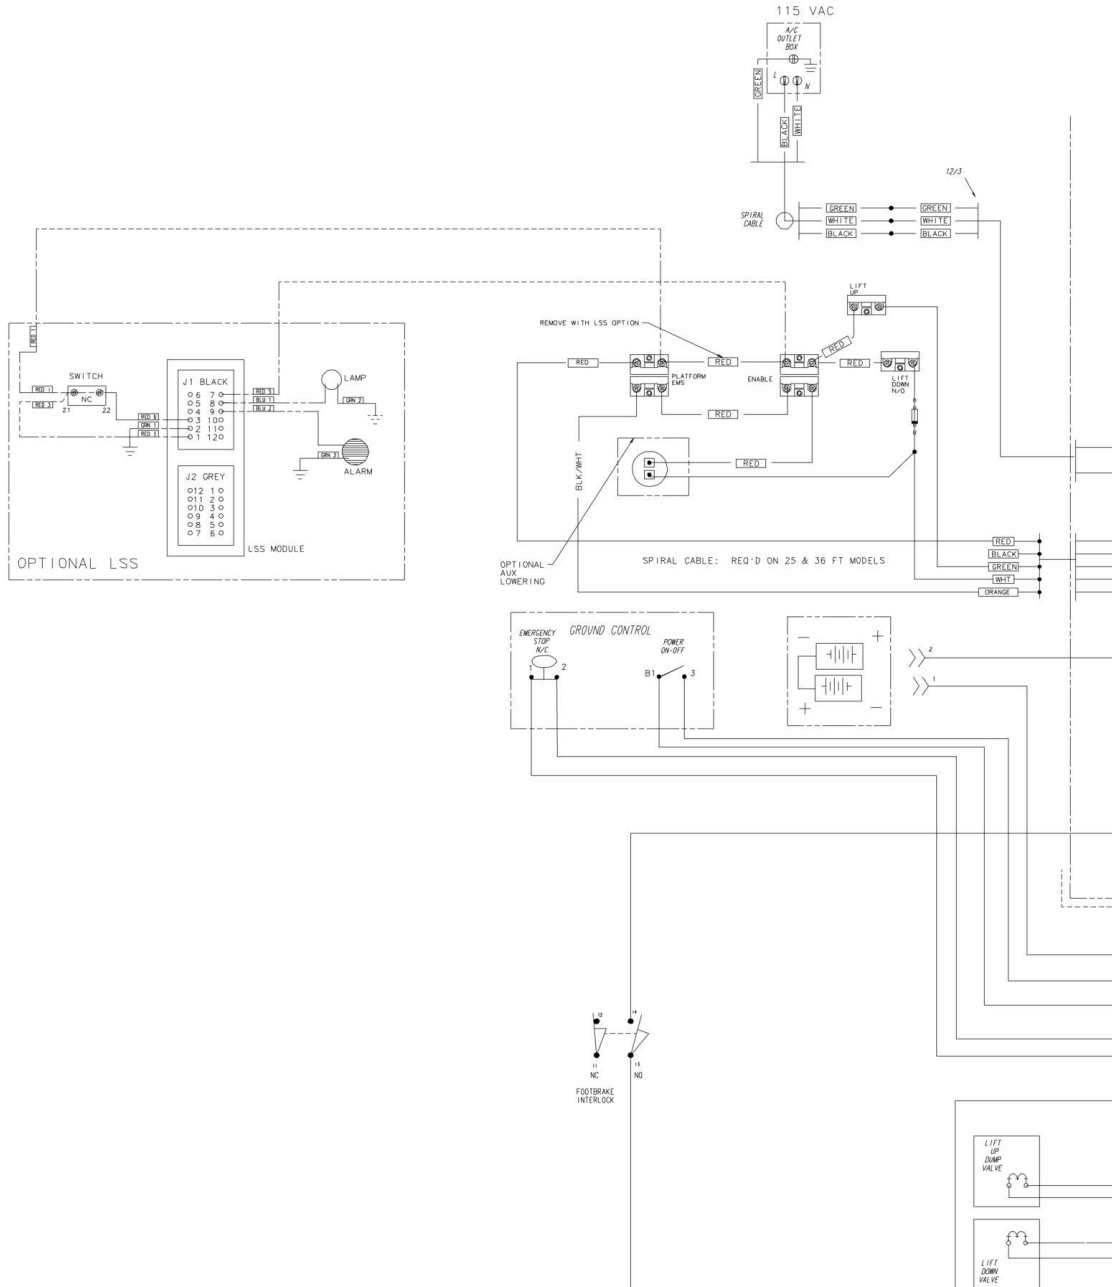 115 VAC
A/C
OUTLET
BOX
L
N
GREEN
BLACK
WHITE
12/3
SPIRAL
CABLE
GREEN GREEN
WHITE WHITE
BLACK BLACK
LIFT
UP
REMOVE WITH LSS OPTION
RED
RED
RED
RED
RED
PLATFORM
EMS
ENABLE
LIFT
DOWN
N/O
RED
RED
BLK/WHT
OPTIONAL
AUX
LOWERING
SPIRAL CABLE: REQ'D ON 25 & 36 FT MODELS
RED
BLACK
GREEN
WHT
ORANGE
RED 1
SWITCH
RED 1
RED 3
NC
21 22
J1 BLACK
6 7
5 8
4 9
3 10
2 11
1 12
RED 6
GRN 1
RED 5
BLU 1
BLU 2
LAMP
GRN 2
GRN 3
ALARM
J2 GREY
12 1
11 2
10 3
9 4
8 5
7 6
LSS MODULE
OPTIONAL LSS
GROUND CONTROL
EMERGENCY
STOP
N/C
1 2
POWER
ON-OFF
B1 3
− +
+ −
2
1
12 14
11 13
NC NO
FOOTBRAKE
INTERLOCK
LIFT
UP
DUMP
VALVE
LIFT
DOWN
VALVE